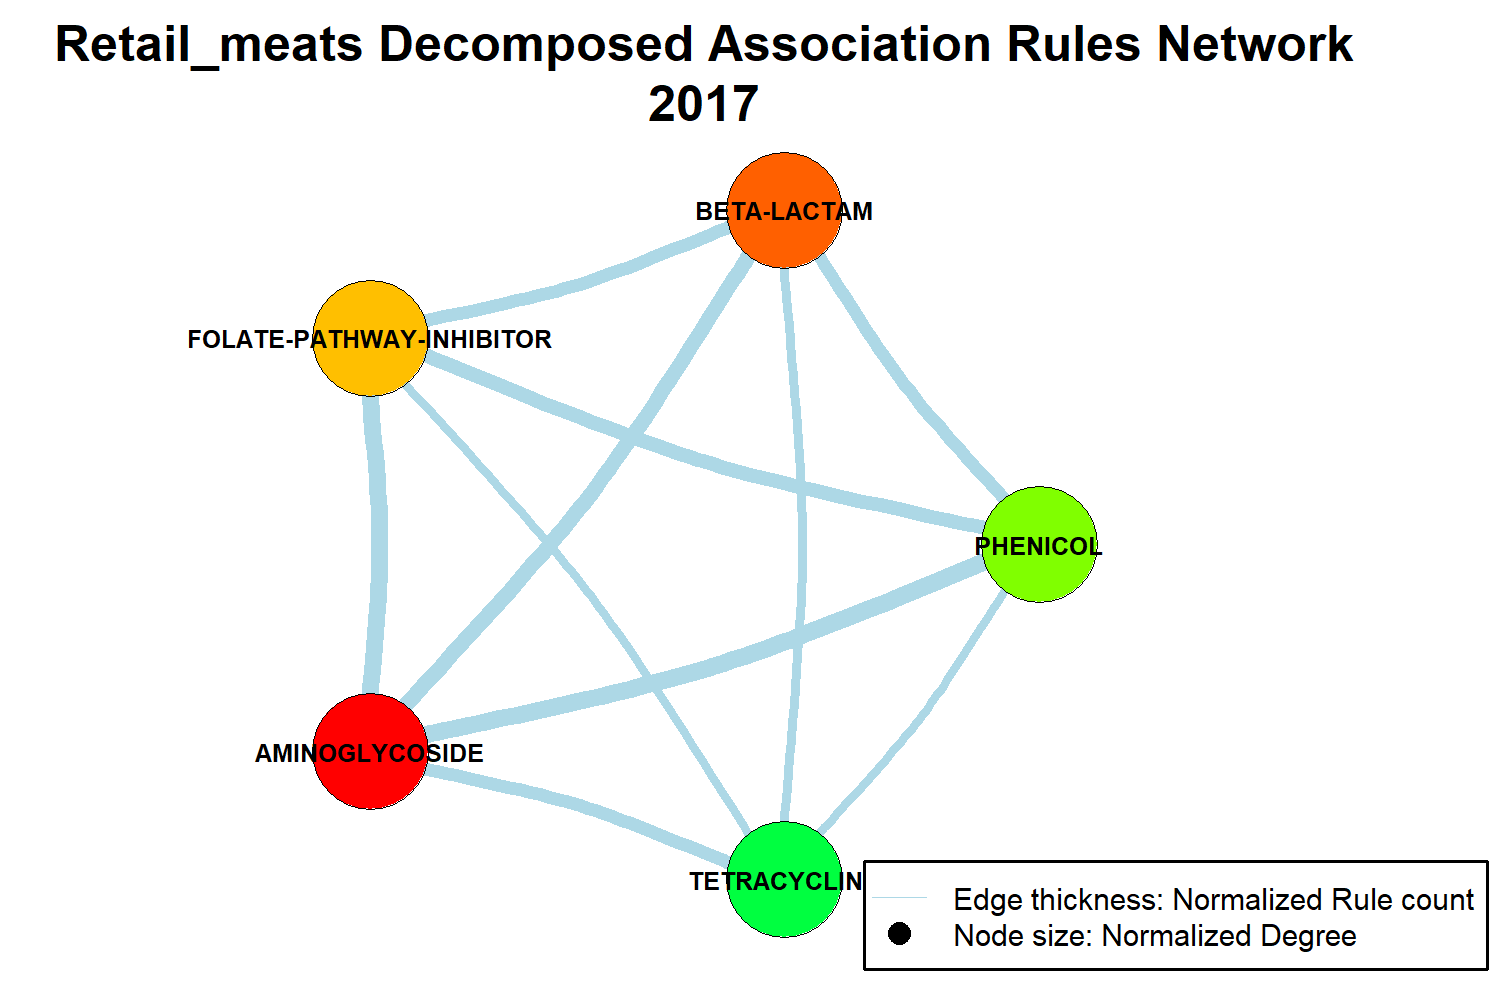 Retail_meats Decomposed Association Rules Network
2017
BETA-LACTAM
FOLATE-PATHWAY-INHIBITOR
PHENICOL
AMINOGLYCOSIDE
TETRACYCLIN
Edge thickness: Normalized Rule count
Node size: Normalized Degree